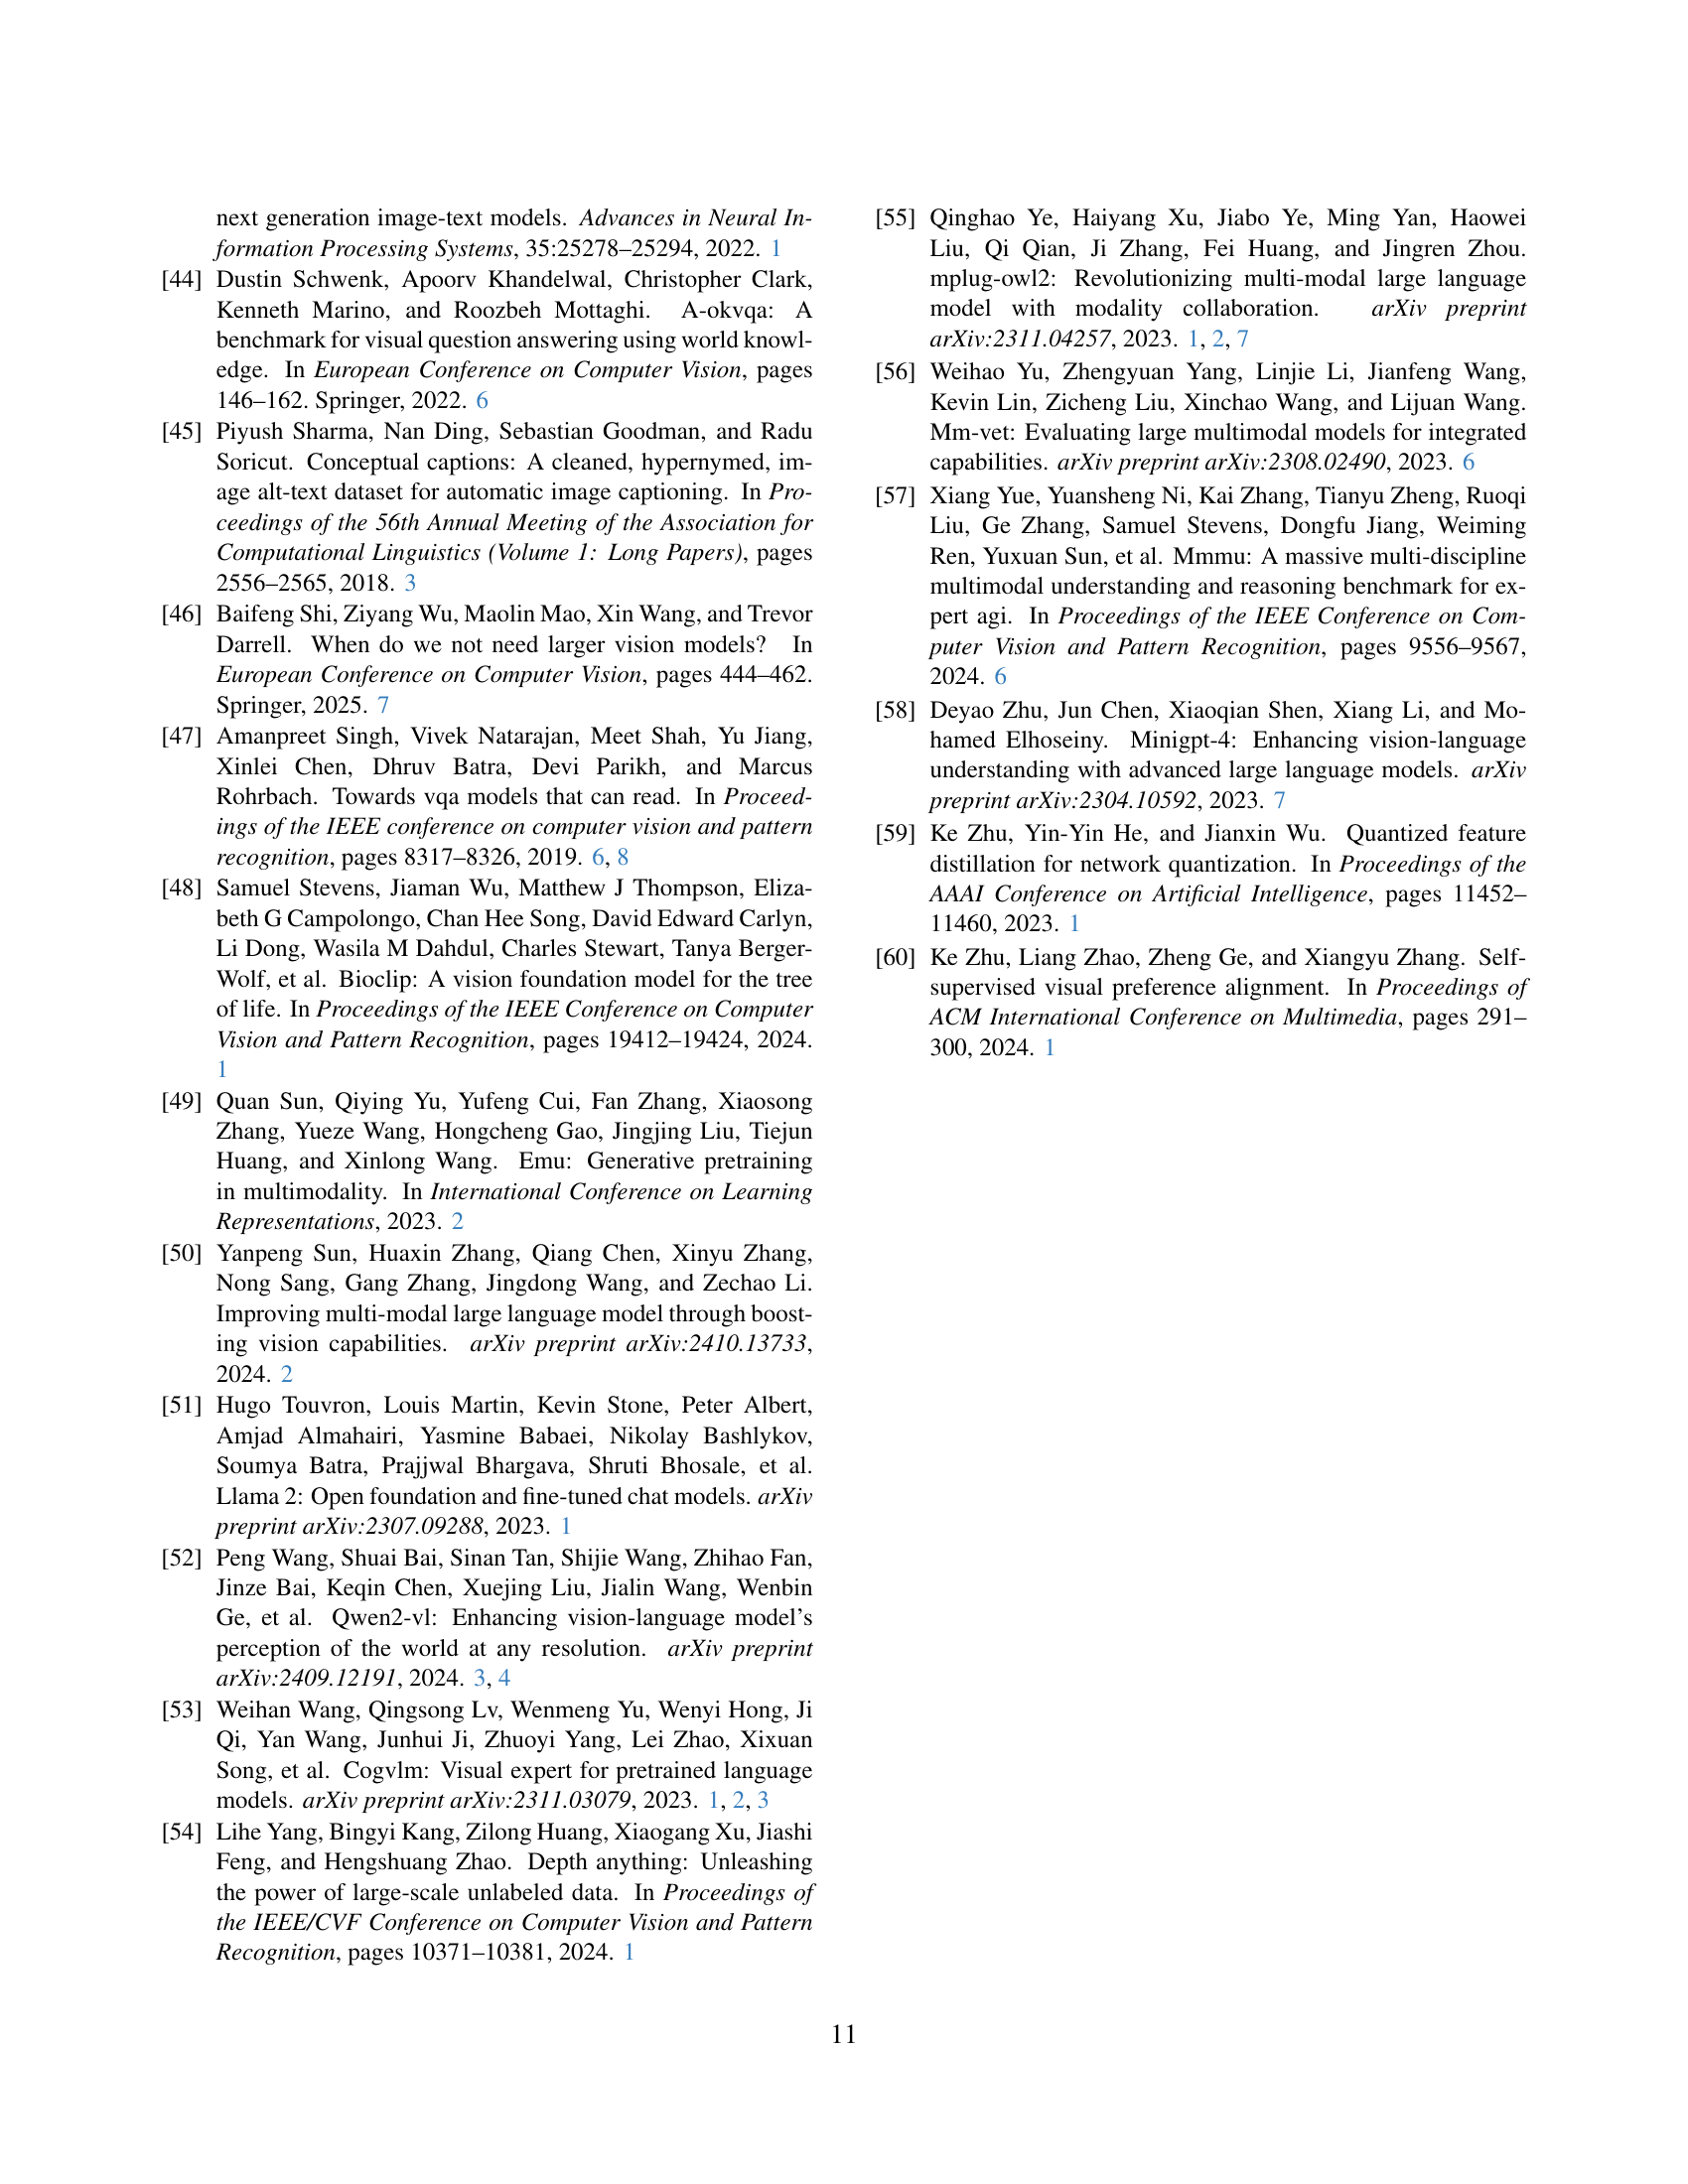 next generation image-text models. Advances in Neural In-
formation Processing Systems, 35:25278–25294, 2022. 1
[44] Dustin Schwenk, Apoorv Khandelwal, Christopher Clark,
Kenneth Marino, and Roozbeh Mottaghi. A-okvqa: A
benchmark for visual question answering using world knowl-
edge. In European Conference on Computer Vision, pages
146–162. Springer, 2022. 6
[45] Piyush Sharma, Nan Ding, Sebastian Goodman, and Radu
Soricut. Conceptual captions: A cleaned, hypernymed, im-
age alt-text dataset for automatic image captioning. In Pro-
ceedings of the 56th Annual Meeting of the Association for
Computational Linguistics (Volume 1: Long Papers), pages
2556–2565, 2018. 3
[46] Baifeng Shi, Ziyang Wu, Maolin Mao, Xin Wang, and Trevor
Darrell. When do we not need larger vision models? In
European Conference on Computer Vision, pages 444–462.
Springer, 2025. 7
[47] Amanpreet Singh, Vivek Natarajan, Meet Shah, Yu Jiang,
Xinlei Chen, Dhruv Batra, Devi Parikh, and Marcus
Rohrbach. Towards vqa models that can read. In Proceed-
ings of the IEEE conference on computer vision and pattern
recognition, pages 8317–8326, 2019. 6, 8
[48] Samuel Stevens, Jiaman Wu, Matthew J Thompson, Eliza-
beth G Campolongo, Chan Hee Song, David Edward Carlyn,
Li Dong, Wasila M Dahdul, Charles Stewart, Tanya Berger-
Wolf, et al. Bioclip: A vision foundation model for the tree
of life. In Proceedings of the IEEE Conference on Computer
Vision and Pattern Recognition, pages 19412–19424, 2024.
1
[49] Quan Sun, Qiying Yu, Yufeng Cui, Fan Zhang, Xiaosong
Zhang, Yueze Wang, Hongcheng Gao, Jingjing Liu, Tiejun
Huang, and Xinlong Wang. Emu: Generative pretraining
in multimodality. In International Conference on Learning
Representations, 2023. 2
[50] Yanpeng Sun, Huaxin Zhang, Qiang Chen, Xinyu Zhang,
Nong Sang, Gang Zhang, Jingdong Wang, and Zechao Li.
Improving multi-modal large language model through boost-
ing vision capabilities. arXiv preprint arXiv:2410.13733,
2024. 2
[51] Hugo Touvron, Louis Martin, Kevin Stone, Peter Albert,
Amjad Almahairi, Yasmine Babaei, Nikolay Bashlykov,
Soumya Batra, Prajjwal Bhargava, Shruti Bhosale, et al.
Llama 2: Open foundation and fine-tuned chat models. arXiv
preprint arXiv:2307.09288, 2023. 1
[52] Peng Wang, Shuai Bai, Sinan Tan, Shijie Wang, Zhihao Fan,
Jinze Bai, Keqin Chen, Xuejing Liu, Jialin Wang, Wenbin
Ge, et al. Qwen2-vl: Enhancing vision-language model’s
perception of the world at any resolution. arXiv preprint
arXiv:2409.12191, 2024. 3, 4
[53] Weihan Wang, Qingsong Lv, Wenmeng Yu, Wenyi Hong, Ji
Qi, Yan Wang, Junhui Ji, Zhuoyi Yang, Lei Zhao, Xixuan
Song, et al. Cogvlm: Visual expert for pretrained language
models. arXiv preprint arXiv:2311.03079, 2023. 1, 2, 3
[54] Lihe Yang, Bingyi Kang, Zilong Huang, Xiaogang Xu, Jiashi
Feng, and Hengshuang Zhao. Depth anything: Unleashing
the power of large-scale unlabeled data. In Proceedings of
the IEEE/CVF Conference on Computer Vision and Pattern
Recognition, pages 10371–10381, 2024. 1
[55] Qinghao Ye, Haiyang Xu, Jiabo Ye, Ming Yan, Haowei
Liu, Qi Qian, Ji Zhang, Fei Huang, and Jingren Zhou.
mplug-owl2: Revolutionizing multi-modal large language
model with modality collaboration. arXiv preprint
arXiv:2311.04257, 2023. 1, 2, 7
[56] Weihao Yu, Zhengyuan Yang, Linjie Li, Jianfeng Wang,
Kevin Lin, Zicheng Liu, Xinchao Wang, and Lijuan Wang.
Mm-vet: Evaluating large multimodal models for integrated
capabilities. arXiv preprint arXiv:2308.02490, 2023. 6
[57] Xiang Yue, Yuansheng Ni, Kai Zhang, Tianyu Zheng, Ruoqi
Liu, Ge Zhang, Samuel Stevens, Dongfu Jiang, Weiming
Ren, Yuxuan Sun, et al. Mmmu: A massive multi-discipline
multimodal understanding and reasoning benchmark for ex-
pert agi. In Proceedings of the IEEE Conference on Com-
puter Vision and Pattern Recognition, pages 9556–9567,
2024. 6
[58] Deyao Zhu, Jun Chen, Xiaoqian Shen, Xiang Li, and Mo-
hamed Elhoseiny. Minigpt-4: Enhancing vision-language
understanding with advanced large language models. arXiv
preprint arXiv:2304.10592, 2023. 7
[59] Ke Zhu, Yin-Yin He, and Jianxin Wu. Quantized feature
distillation for network quantization. In Proceedings of the
AAAI Conference on Artificial Intelligence, pages 11452–
11460, 2023. 1
[60] Ke Zhu, Liang Zhao, Zheng Ge, and Xiangyu Zhang. Self-
supervised visual preference alignment. In Proceedings of
ACM International Conference on Multimedia, pages 291–
300, 2024. 1
11